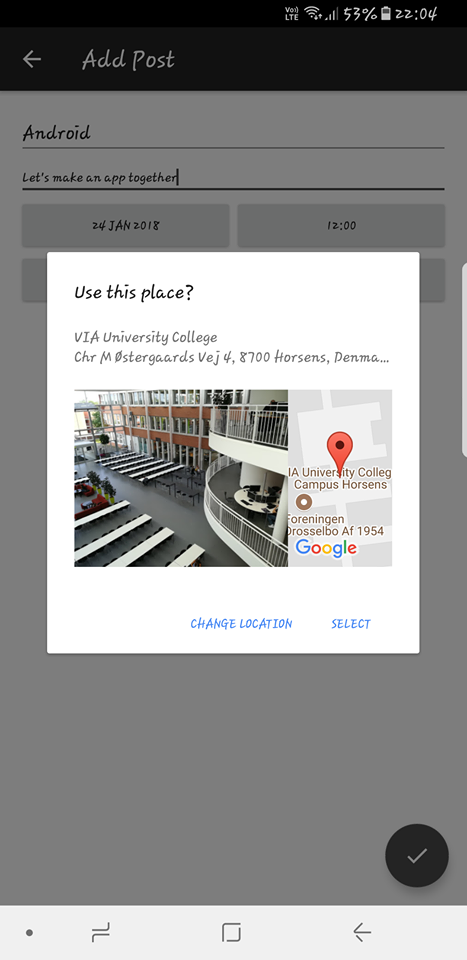 Vo))
LTE
53% 22:04
Add Post
Android
Let's make an app together
24 JAN 2018
12:00
Use this place?
VIA University College
Chr M Østergaards Vej 4, 8700 Horsens, Denma...
IA University Colleg
Campus Horsens
Foreningen
Drosselbo Af 1954
Google
CHANGE LOCATION
SELECT